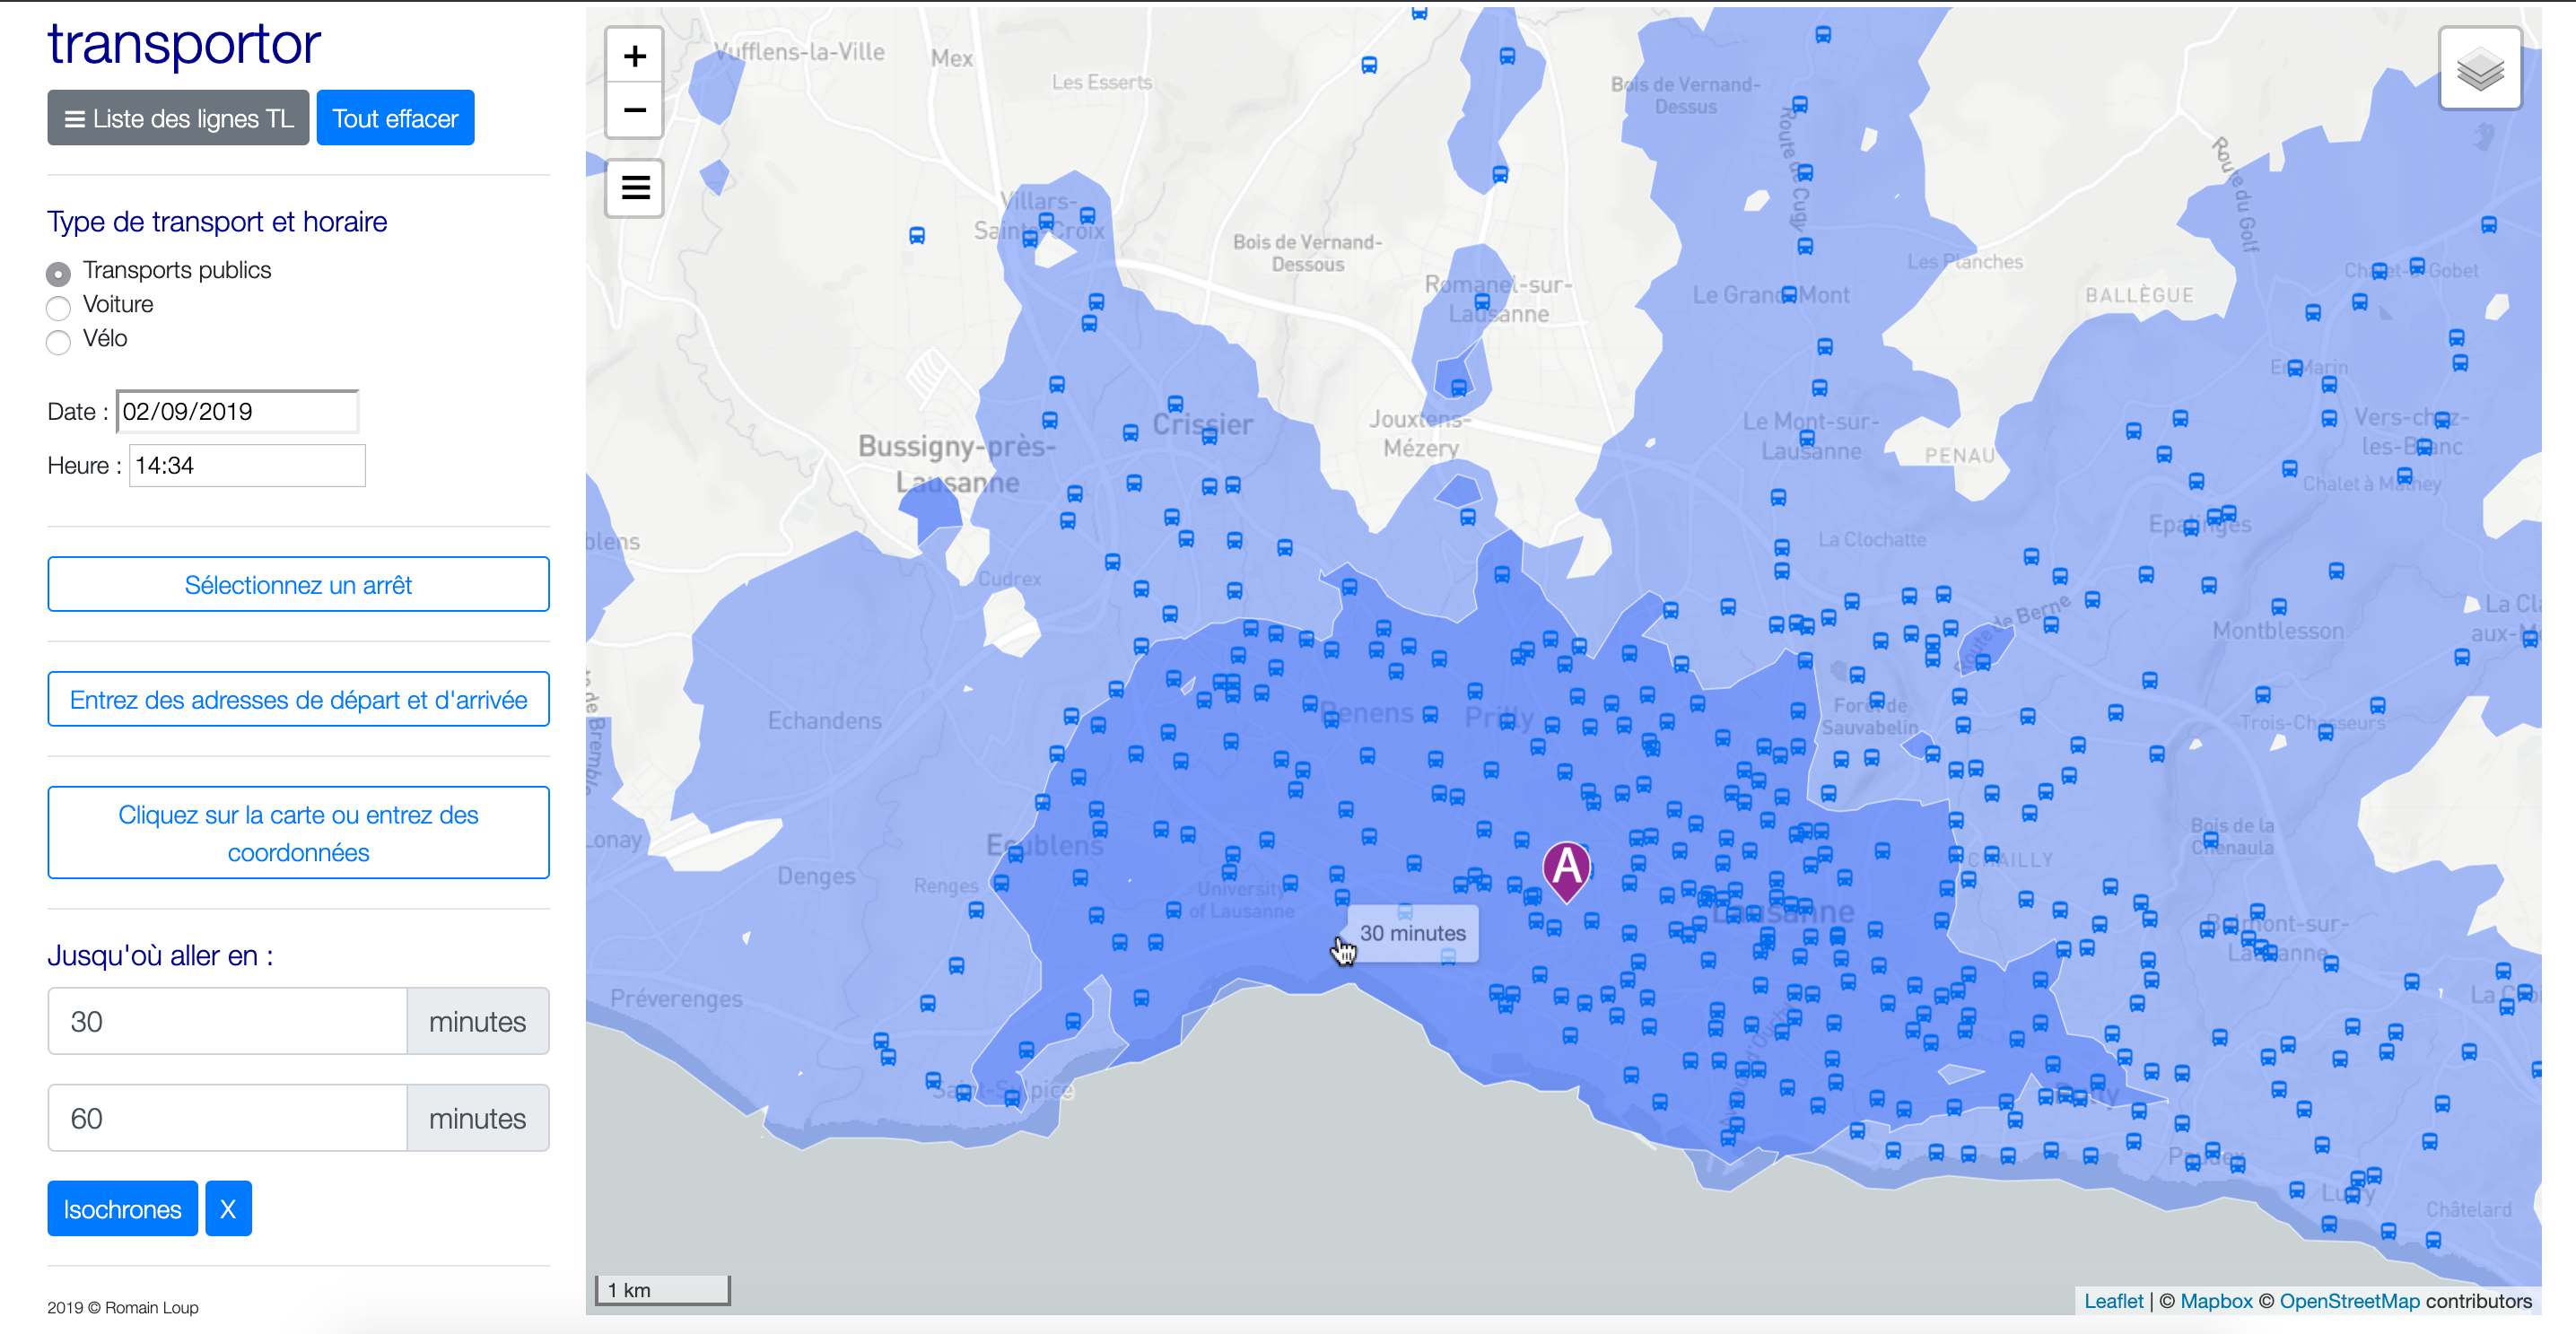 transportor
Liste des lignes TL
Tout effacer
Type de transport et horaire
Transports publics
Voiture
Vélo
Date : 02/09/2019
Heure : 14:34
Sélectionnez un arrêt
Entrez des adresses de départ et d'arrivée
Cliquez sur la carte ou entrez des
coordonnées
Jusqu'où aller en :
30 minutes
60 minutes
Isochrones
X
2019 © Romain Loup
+
−
Vufflens-la-Ville
Mex
Les Esserts
Bois de Vernand-
Dessus
Route de Cugy
Route du Golf
Villars-
Sainte-Croix
Bois de Vernand-
Dessous
Romanel-sur-
Lausanne
Les Planches
Le Grand-Mont
BALLÈGUE
Chalet-à-Gobet
En Marin
Crissier
Jouxtens-
Mézery
Le Mont-sur-
Lausanne
PENAU
Vers-chez-
les-Blanc
Bussigny-près-
Lausanne
Chalet à Mathey
Epalinges
blens
La Clochatte
Cudrex
Route de Berne
La Cl
aux-M
Montblesson
te de Bremble
Echandens
Renens
Prilly
Forêt de
Sauvabelin
Trois-Chasseurs
Lonay
Ecublens
Bois de la
Chenaula
CHAILLY
A
Denges
Renges
University
of Lausanne
Lausanne
Belmont-sur-
Lausanne
30 minutes
Préverenges
La C
Saint-Sulpice
Pully
Paudex
Lutry
Châtelard
1 km
Leaflet | © Mapbox © OpenStreetMap contributors